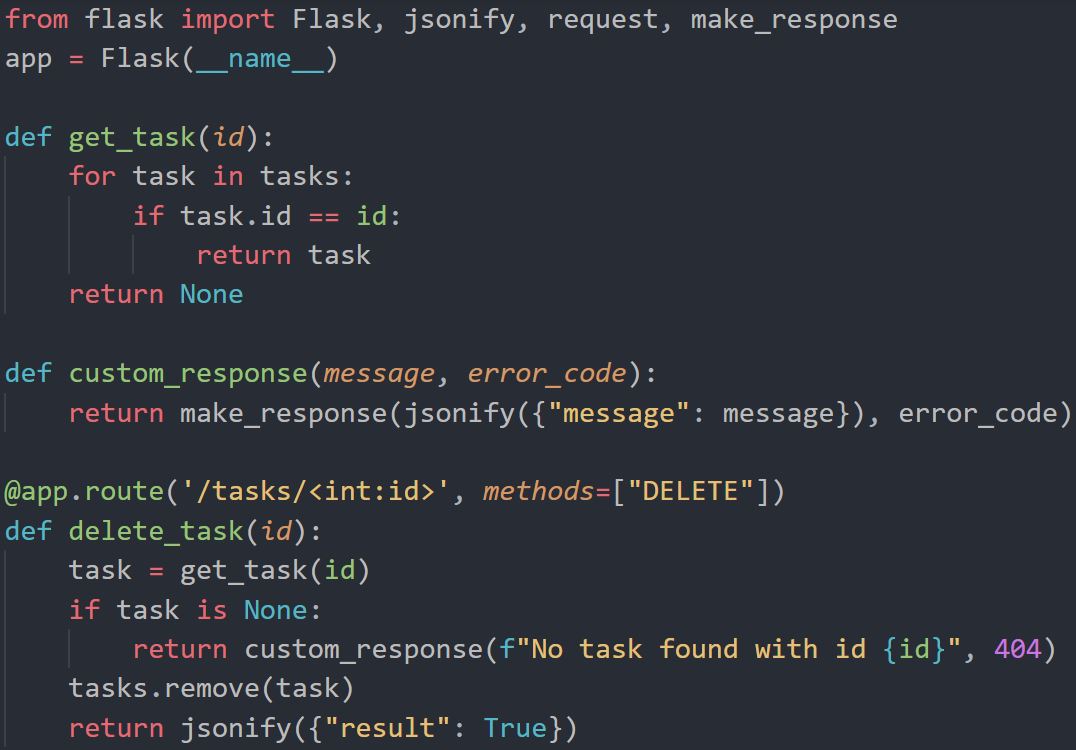 from flask import Flask, jsonify, request, make_response
app = Flask(__name__)

def get_task(id):
    for task in tasks:
        if task.id == id:
            return task
    return None

def custom_response(message, error_code):
    return make_response(jsonify({"message": message}), error_code)

@app.route('/tasks/<int:id>', methods=["DELETE"])
def delete_task(id):
    task = get_task(id)
    if task is None:
        return custom_response(f"No task found with id {id}", 404)
    tasks.remove(task)
    return jsonify({"result": True})